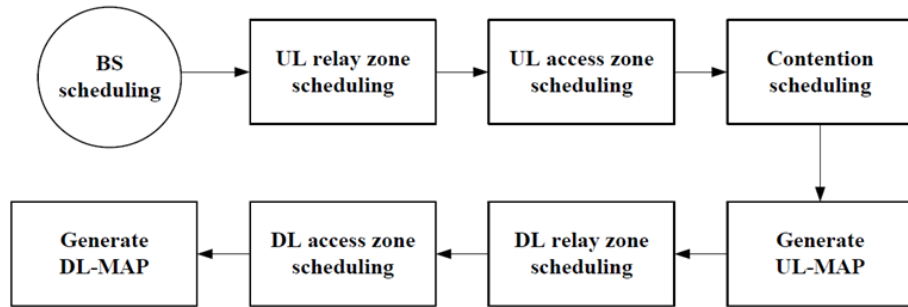 BS
scheduling
UL relay zone
scheduling
UL access zone
scheduling
Contention
scheduling
Generate
DL-MAP
DL access zone
scheduling
DL relay zone
scheduling
Generate
UL-MAP